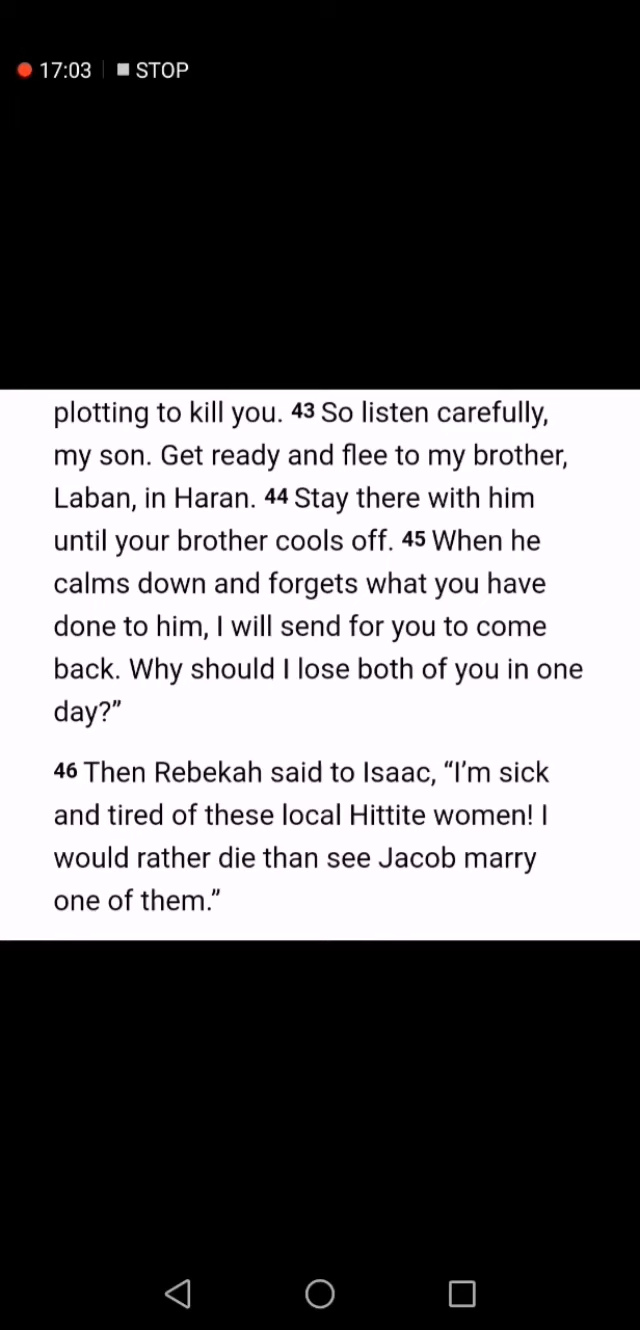 17:03 STOP
plotting to kill you. 43 So listen carefully,
my son. Get ready and flee to my brother,
Laban, in Haran. 44 Stay there with him
until your brother cools off. 45 When he
calms down and forgets what you have
done to him, I will send for you to come
back. Why should I lose both of you in one
day?”
46 Then Rebekah said to Isaac, “I’m sick
and tired of these local Hittite women! I
would rather die than see Jacob marry
one of them.”